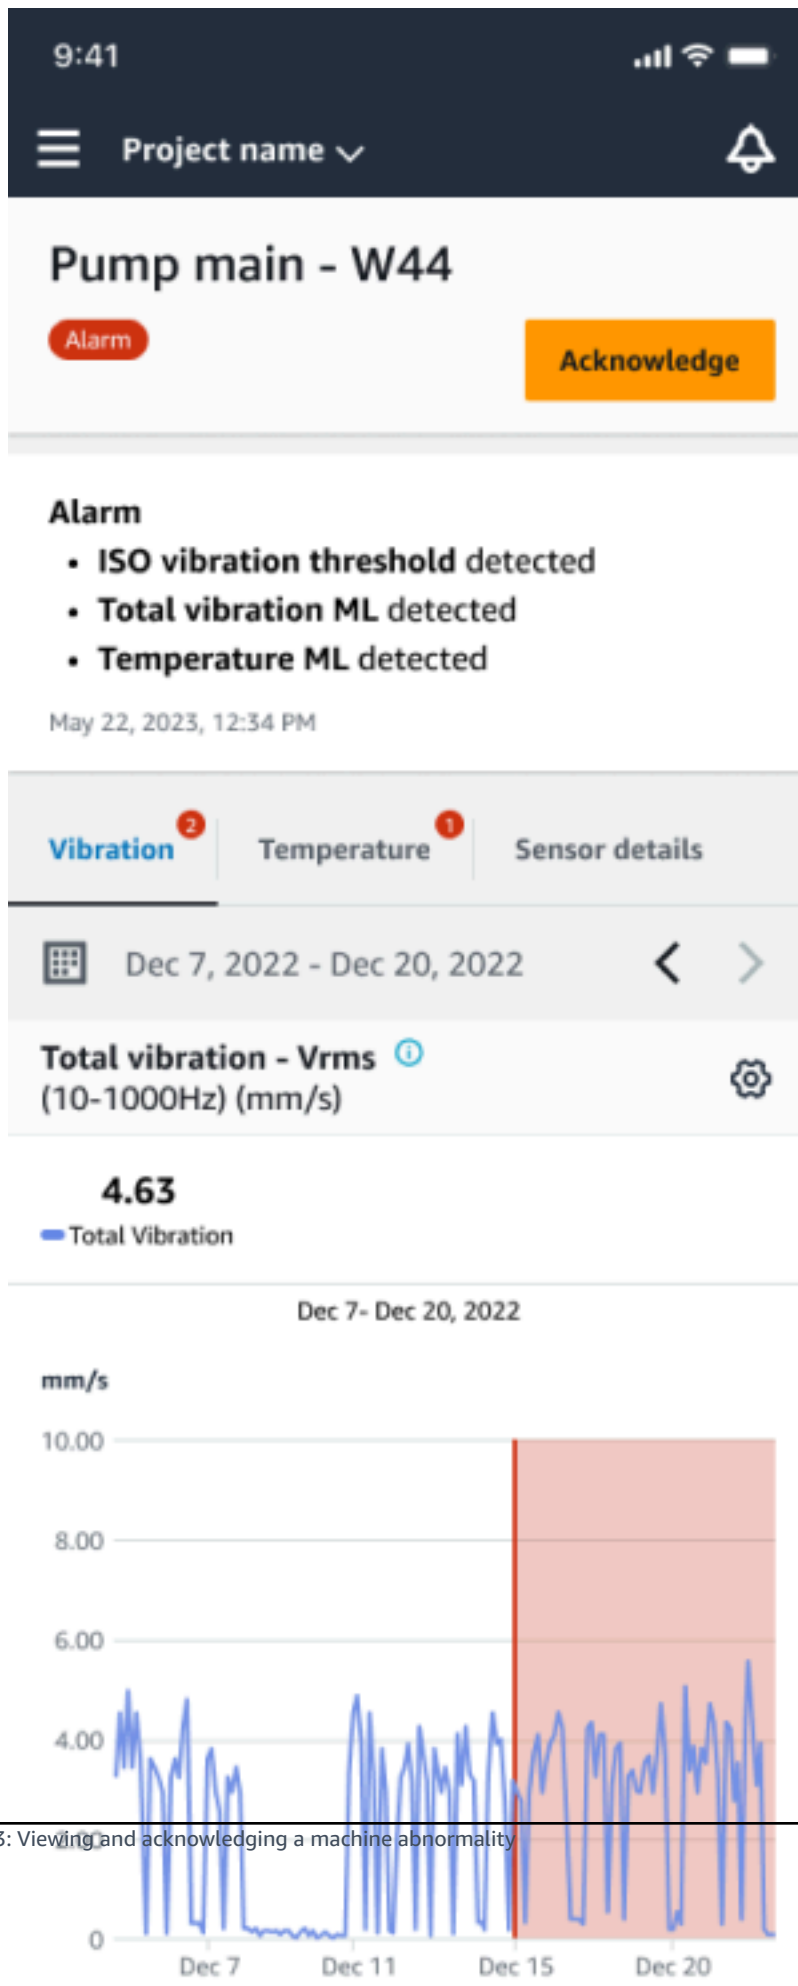 9:41
Project name
Pump main - W44
Alarm
Acknowledge
Alarm
• ISO vibration threshold detected
• Total vibration ML detected
• Temperature ML detected
May 22, 2023, 12:34 PM
Vibration 2 Temperature 1 Sensor details
Dec 7, 2022 - Dec 20, 2022
Total vibration - Vrms
(10-1000Hz) (mm/s)
4.63
Total Vibration
Dec 7- Dec 20, 2022
mm/s
10.00
8.00
6.00
4.00
2.00
3: Viewing and acknowledging a machine abnormality
0
Dec 7 Dec 11 Dec 15 Dec 20